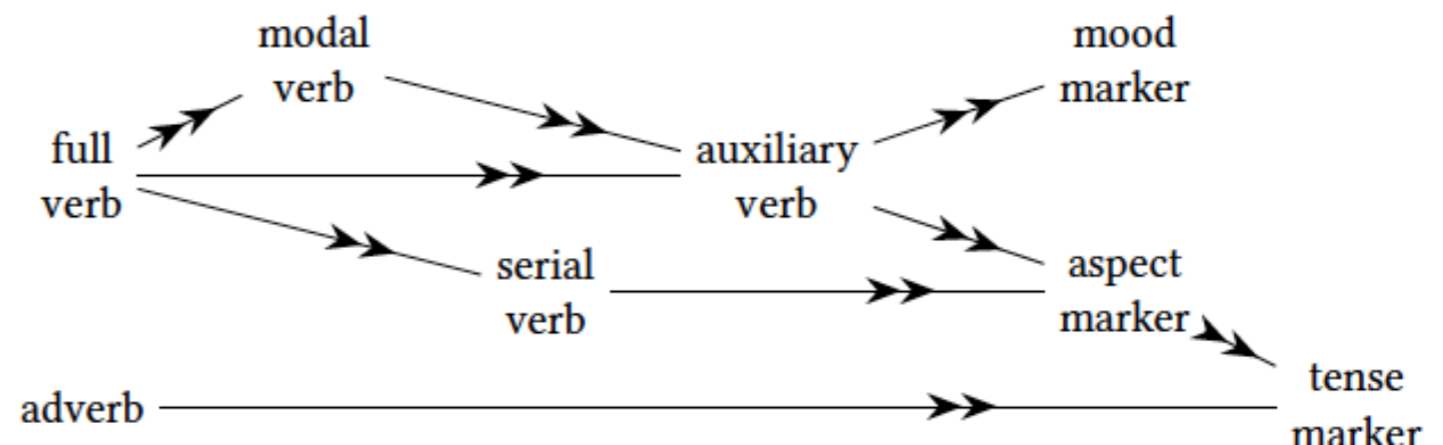 modal
verb
mood
marker
full
verb
auxiliary
verb
serial
verb
aspect
marker
adverb
tense
marker